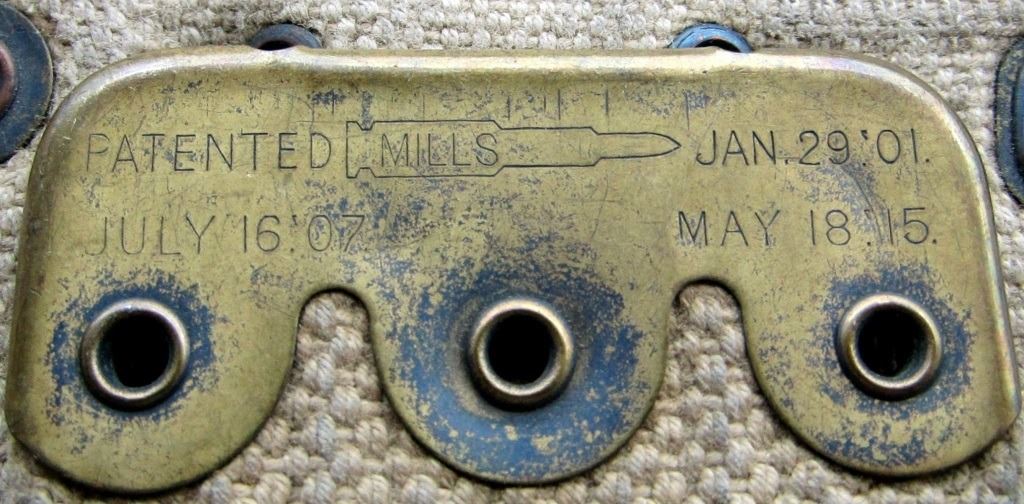 PATENTED MILLS JAN. 29.'01.
JULY 16.'07. MAY 18.'15.